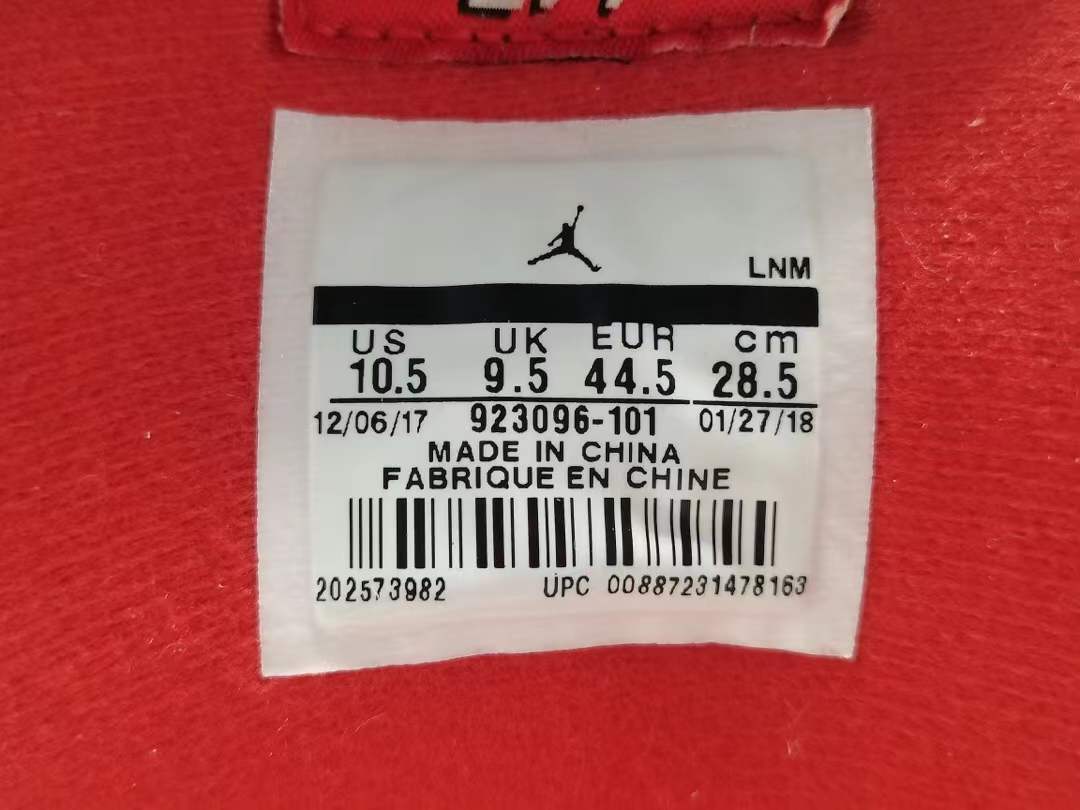 LNM
US UK EUR cm
10.5 9.5 44.5 28.5
12/06/17 923096-101 01/27/18
MADE IN CHINA
FABRIQUE EN CHINE
202573982 UPC 00887231478163